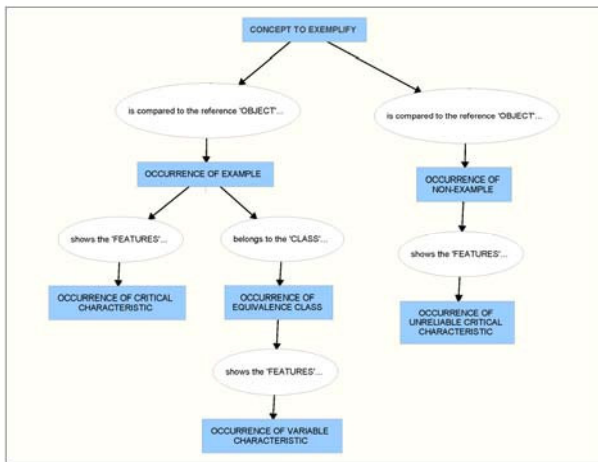 CONCEPT TO EXEMPLIFY
is compared to the reference 'OBJECT'...
is compared to the reference 'OBJECT'...
OCCURRENCE OF EXAMPLE
OCCURRENCE OF
NON-EXAMPLE
shows the 'FEATURES'...
belongs to the 'CLASS'...
shows the 'FEATURES'...
OCCURRENCE OF CRITICAL
CHARACTERISTIC
OCCURRENCE OF
EQUIVALENCE CLASS
OCCURRENCE OF
UNRELIABLE CRITICAL
CHARACTERISTIC
shows the 'FEATURES'...
OCCURRENCE OF VARIABLE
CHARACTERISTIC